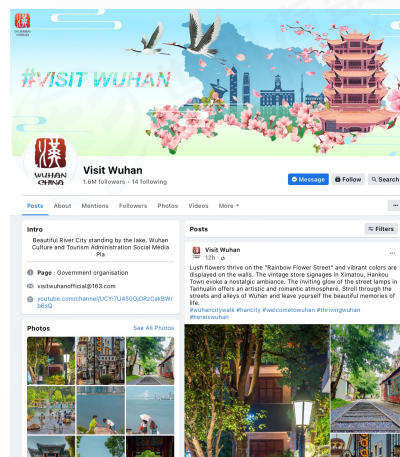 #VISIT WUHAN
WUHAN
CHINA
Visit Wuhan
1.6M followers • 14 following
Message
Follow
Search
Posts
About
Mentions
Followers
Photos
Videos
More
Intro
Beautiful River City standing by the lake. Wuhan
Culture and Tourism Administration Social Media
Pla
Page · Government organisation
visitwuhanofficial@163.com
Photos
See All Photos
Posts
Filters
Visit Wuhan
12h
Lush flowers thrive on the "Rainbow Flower Street" and vibrant colors are
displayed on the walls. The vintage store signages in Ximatou, Hankou
Town evoke a nostalgic ambiance. The inviting glow of the street lamps in
Tanhualin offers an artistic and romantic atmosphere. Stroll through the
streets and alleys of Wuhan and leave yourself the beautiful memories of
life.
#wuhancitywalk #hancity #welcometowuhan #thrivingwuhan
#hereiswuhan